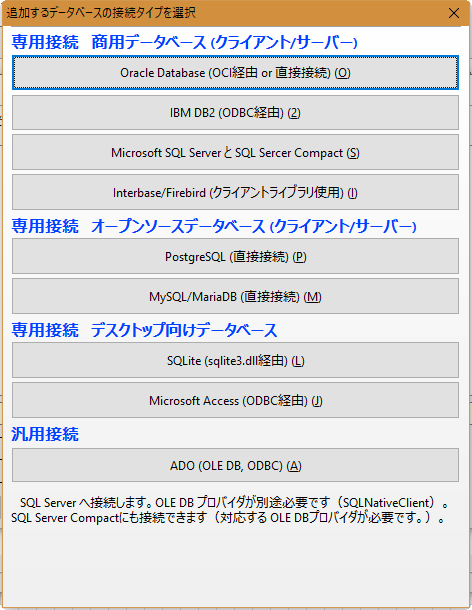 追加するデータベースの接続タイプを選択
専用接続 商用データベース (クライアント/サーバー)
Oracle Database (OCI経由 or 直接接続) (O)
IBM DB2 (ODBC経由) (2)
Microsoft SQL Server と SQL Sercer Compact (S)
Interbase/Firebird (クライアントライブラリ使用) (I)
専用接続 オープンソースデータベース (クライアント/サーバー)
PostgreSQL (直接接続) (P)
MySQL/MariaDB (直接接続) (M)
専用接続 デスクトップ向けデータベース
SQLite (sqlite3.dll経由) (L)
Microsoft Access (ODBC経由) (J)
汎用接続
ADO (OLE DB, ODBC) (A)
SQL Server へ接続します。OLE DB プロバイダが別途必要です（SQLNativeClient）。
SQL Server Compactにも接続できます（対応する OLE DBプロバイダが必要です。）。